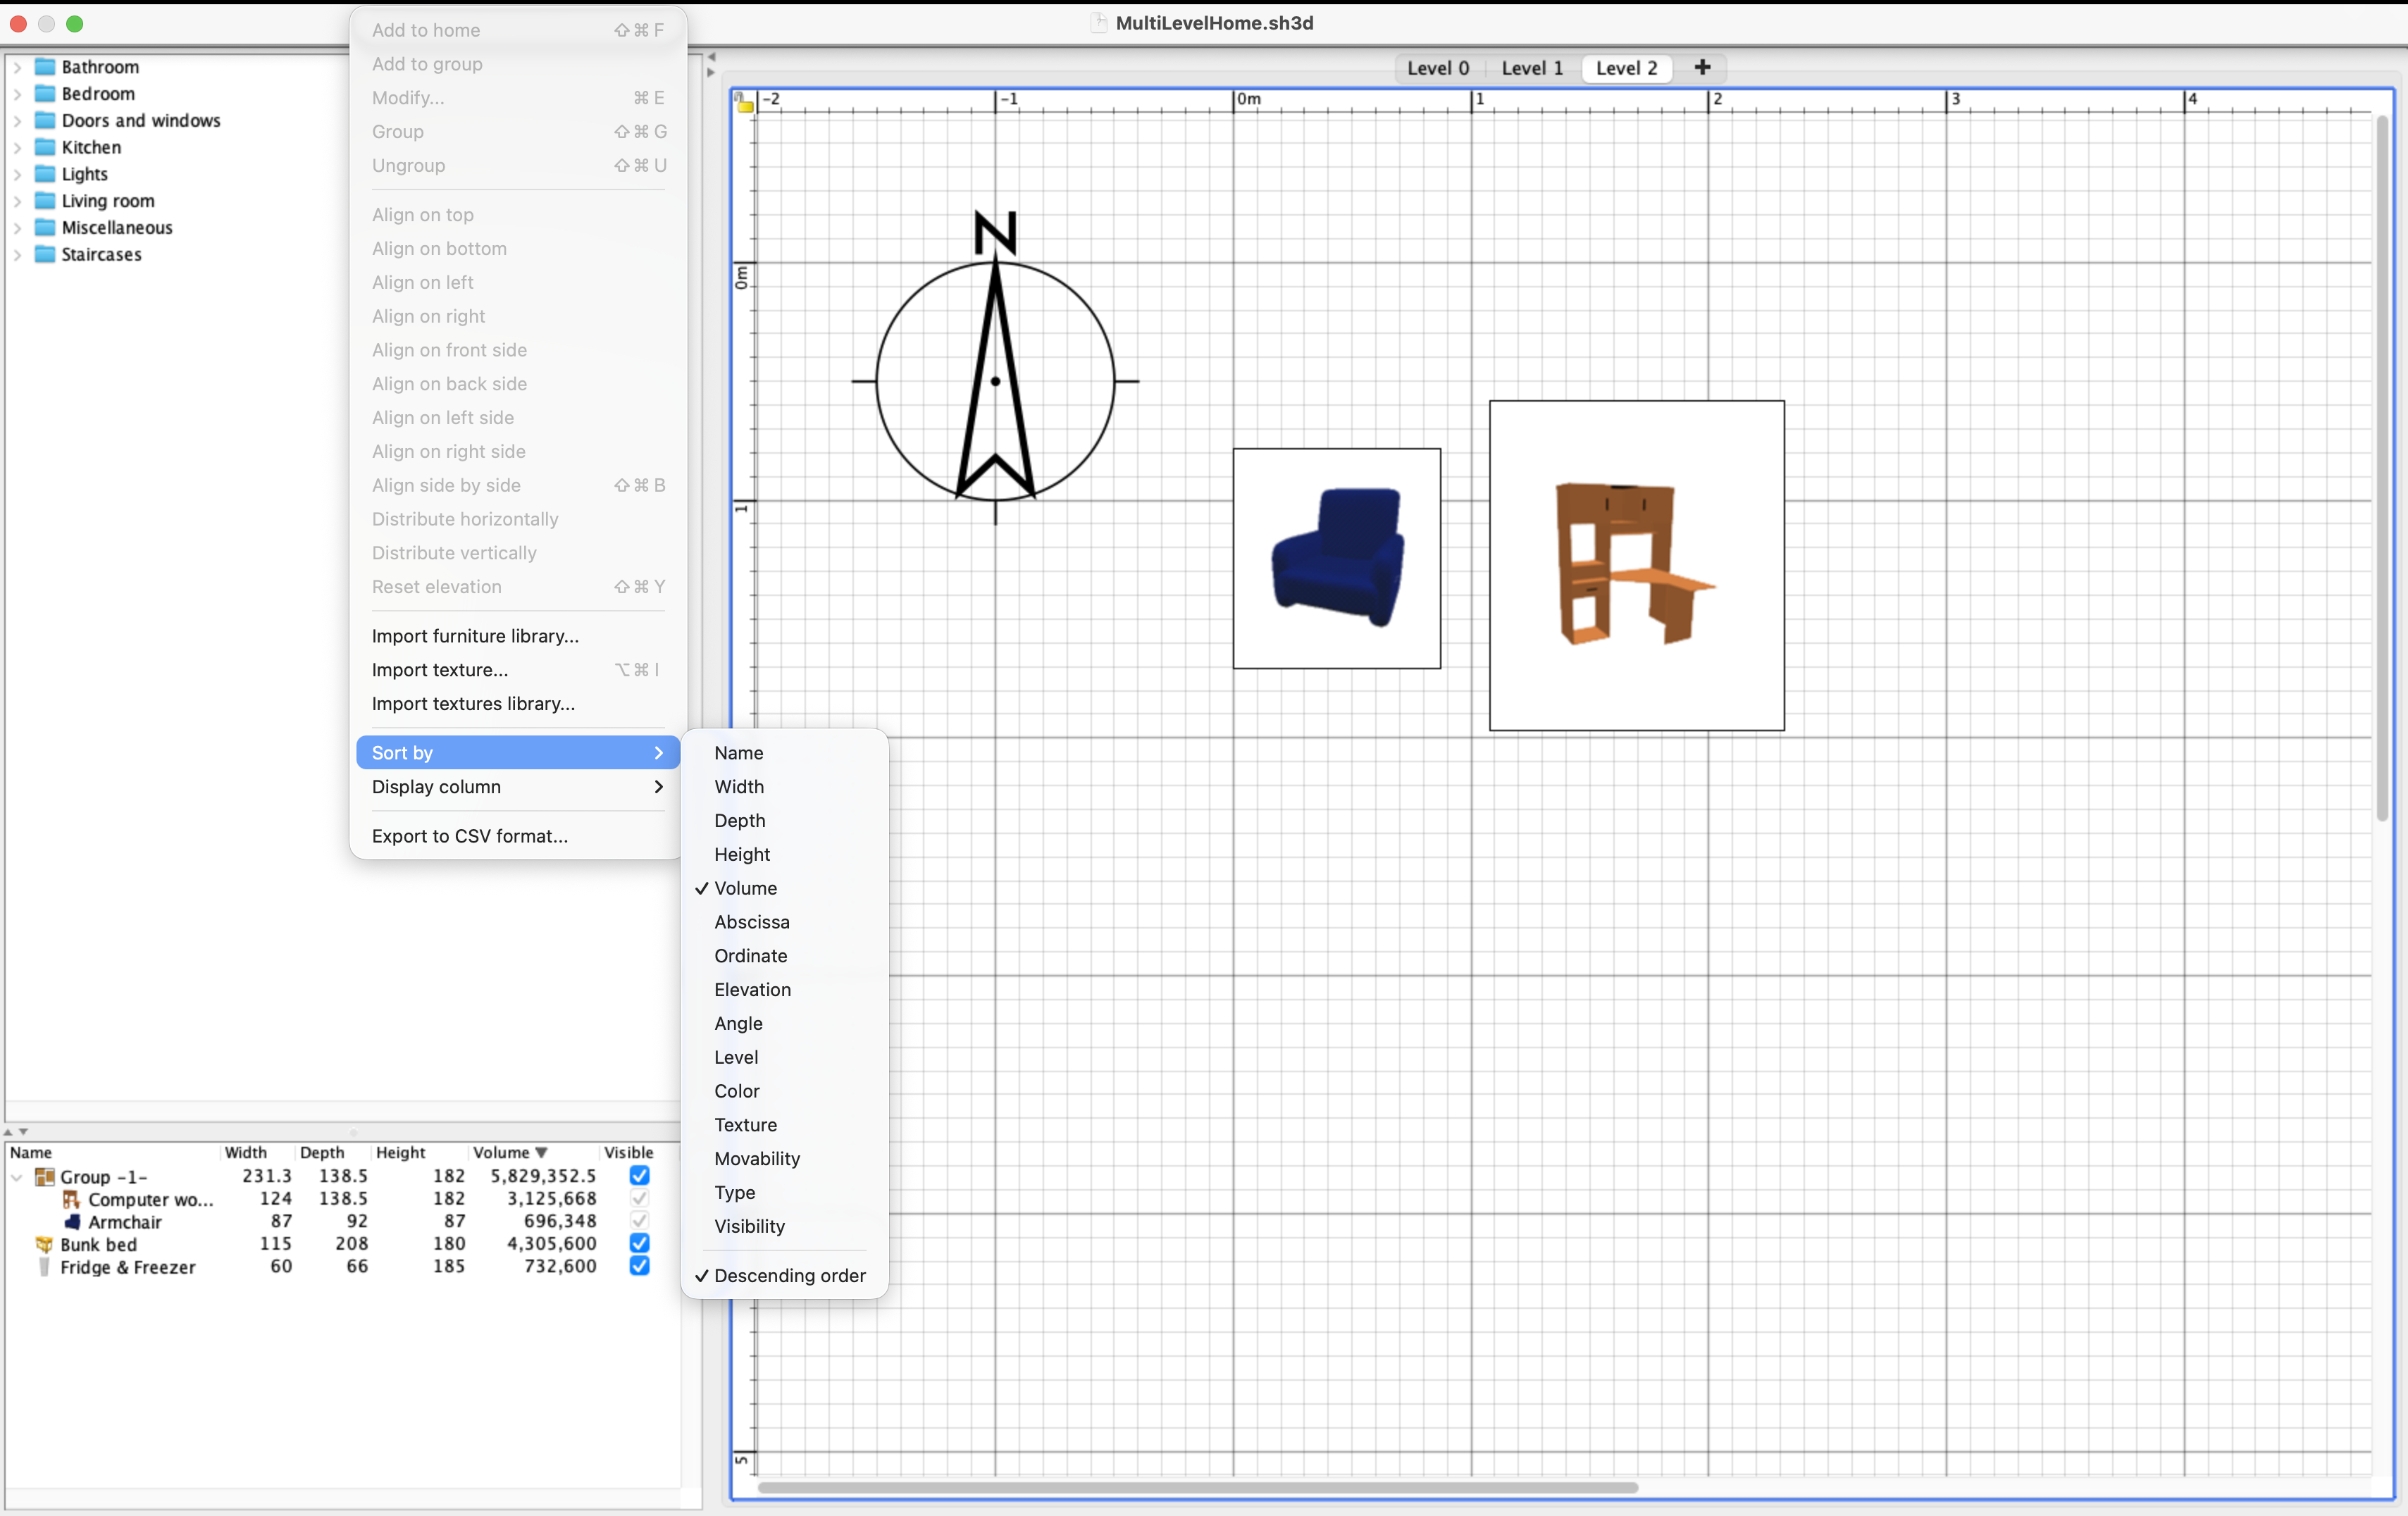 MultiLevelHome.sh3d
Bathroom
Bedroom
Doors and windows
Kitchen
Lights
Living room
Miscellaneous
Staircases
Add to home ⇧⌘F
Add to group
Modify... ⌘E
Group ⇧⌘G
Ungroup ⇧⌘U
Align on top
Align on bottom
Align on left
Align on right
Align on front side
Align on back side
Align on left side
Align on right side
Align side by side ⇧⌘B
Distribute horizontally
Distribute vertically
Reset elevation ⇧⌘Y
Import furniture library...
Import texture... ⌥⌘I
Import textures library...
Sort by
Display column
Export to CSV format...
Name
Width
Depth
Height
✓ Volume
Abscissa
Ordinate
Elevation
Angle
Level
Color
Texture
Movability
Type
Visibility
✓ Descending order
Level 0 Level 1 Level 2 +
-2 -1 0m 1 2 3 4
0m
1
5
N
Name Width Depth Height Volume ▼ Visible
Group -1- 231.3 138.5 182 5,829,352.5
Computer wo... 124 138.5 182 3,125,668
Armchair 87 92 87 696,348
Bunk bed 115 208 180 4,305,600
Fridge & Freezer 60 66 185 732,600